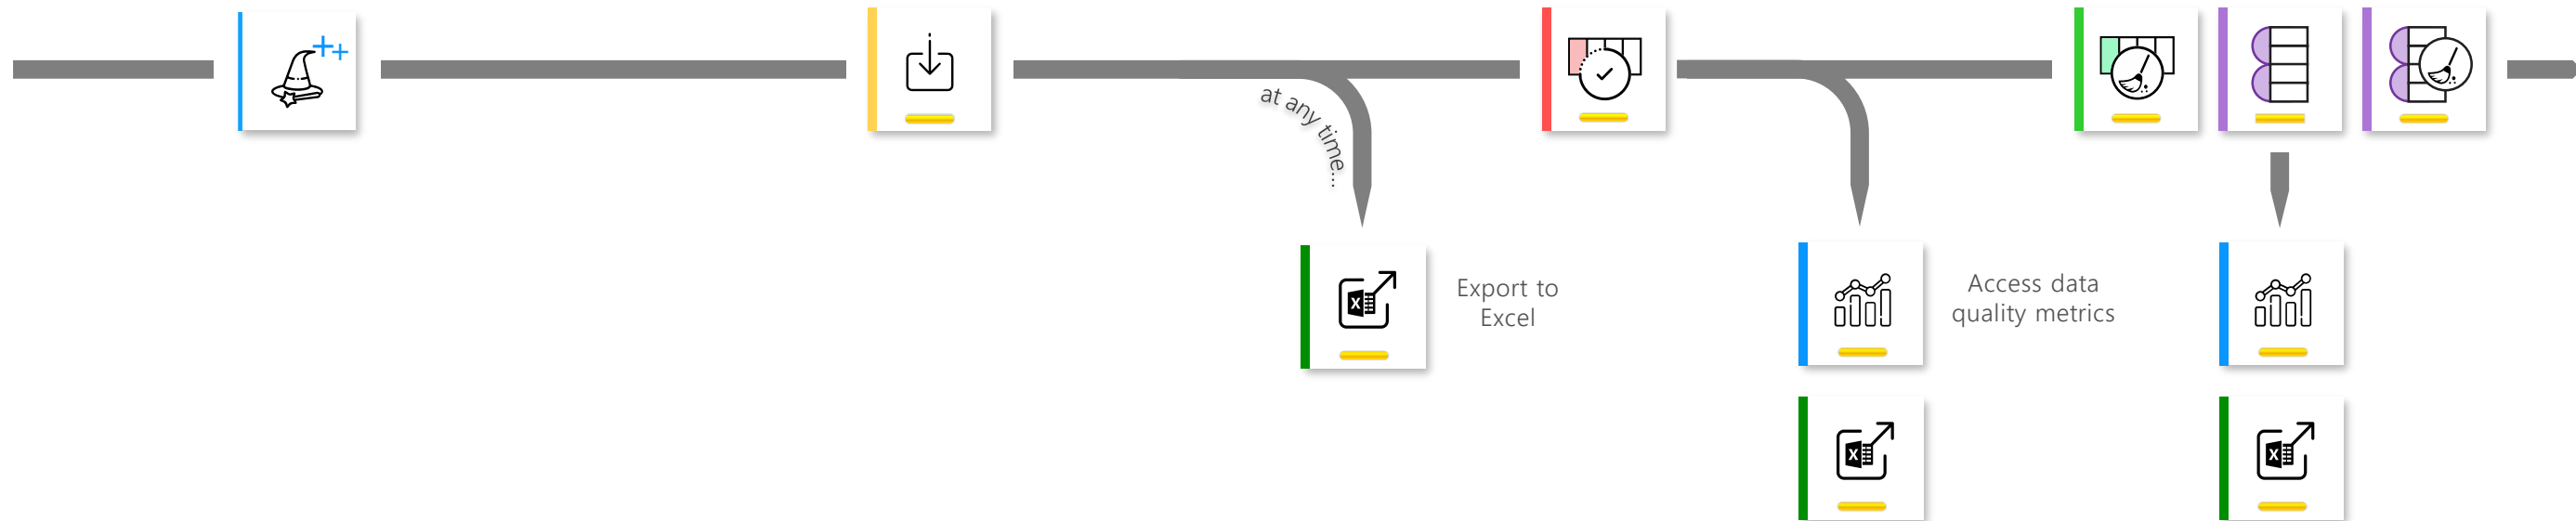 at any time...
Export to
Excel
Access data
quality metrics
X
X
X